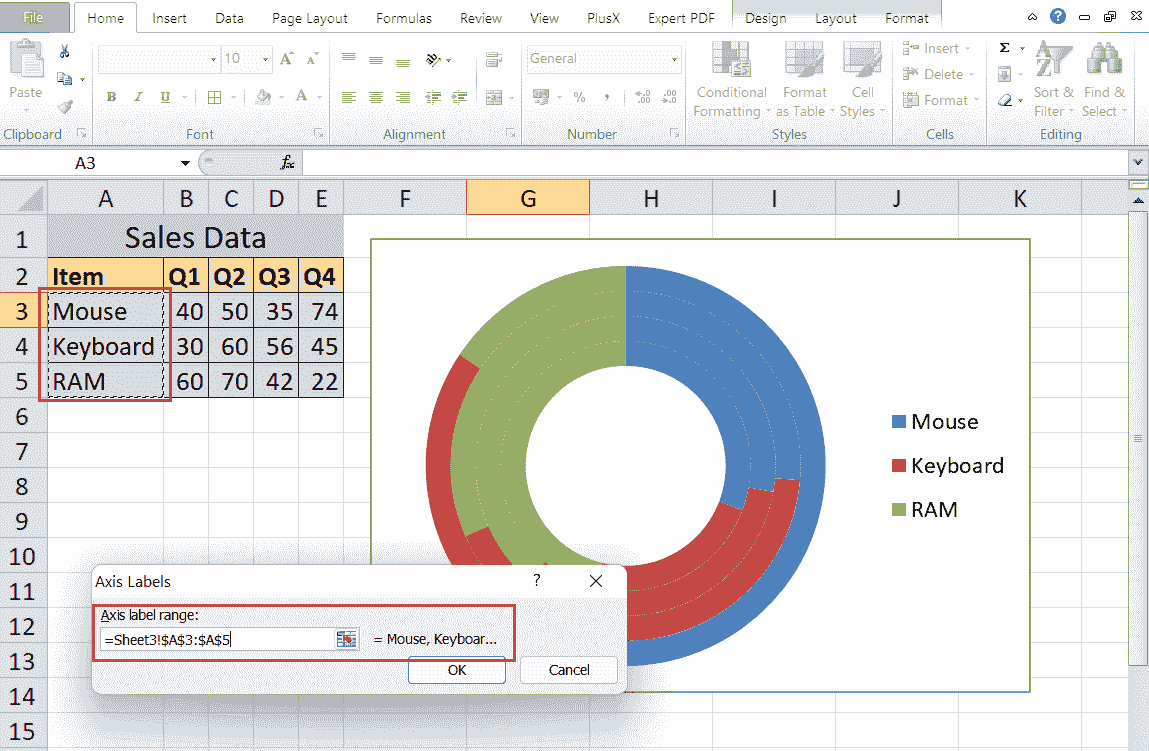 File Home Insert Data Page Layout Formulas Review View PlusX Expert PDF Design Layout Format
General 10
Paste
B I U A
Conditional Formatting
Format as Table
Cell Styles
Insert
Delete
Format
Sort & Filter
Find & Select
Clipboard Font Alignment Number Styles Cells Editing
A3 fx
A B C D E F G H I J K
1 Sales Data
2 Item Q1 Q2 Q3 Q4
3 Mouse 40 50 35 74
4 Keyboard 30 60 56 45
5 RAM 60 70 42 22
6
7
8
9
10
11
12
13
14
15
Mouse
Keyboard
RAM
Axis Labels ?
Axis label range:
=Sheet3!$A$3:$A$5 = Mouse, Keyboar...
OK Cancel